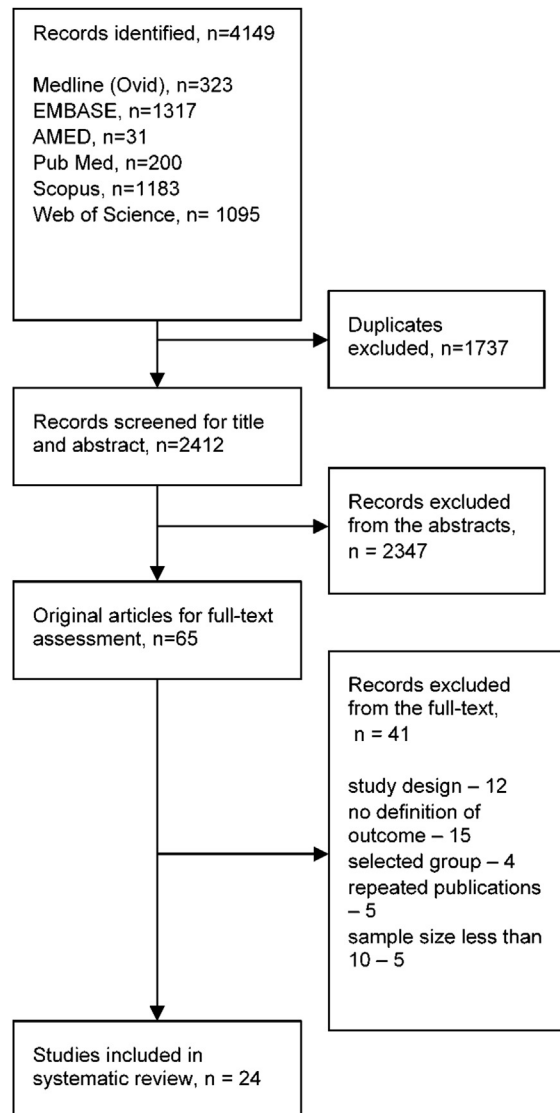 Records identified, n=4149
Medline (Ovid), n=323
EMBASE, n=1317
AMED, n=31
Pub Med, n=200
Scopus, n=1183
Web of Science, n= 1095
Duplicates
excluded, n=1737
Records screened for title
and abstract, n=2412
Records excluded
from the abstracts,
n = 2347
Original articles for full-text
assessment, n=65
Records excluded
from the full-text,
n = 41
study design – 12
no definition of
outcome – 15
selected group – 4
repeated publications
– 5
sample size less than
10 – 5
Studies included in
systematic review, n = 24